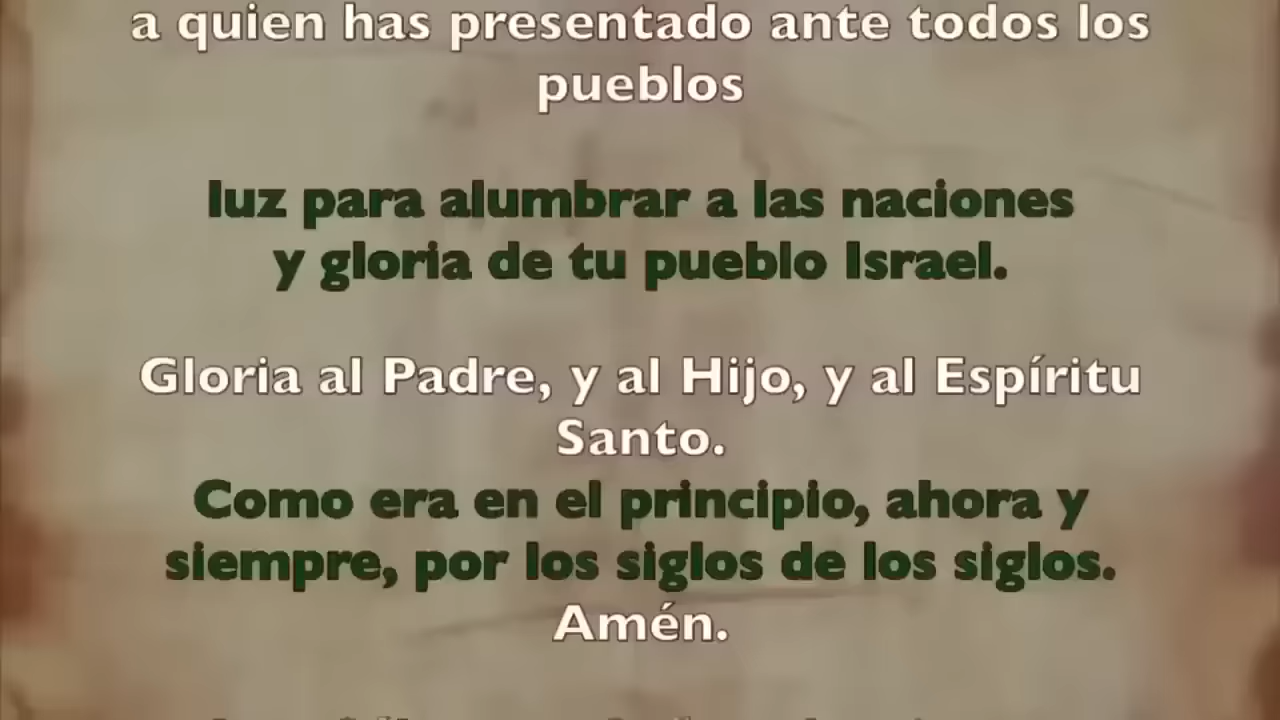 a quien has presentado ante todos los
pueblos
luz para alumbrar a las naciones
y gloria de tu pueblo Israel.
Gloria al Padre, y al Hijo, y al Espíritu
Santo.
Como era en el principio, ahora y
siempre, por los siglos de los siglos.
Amén.